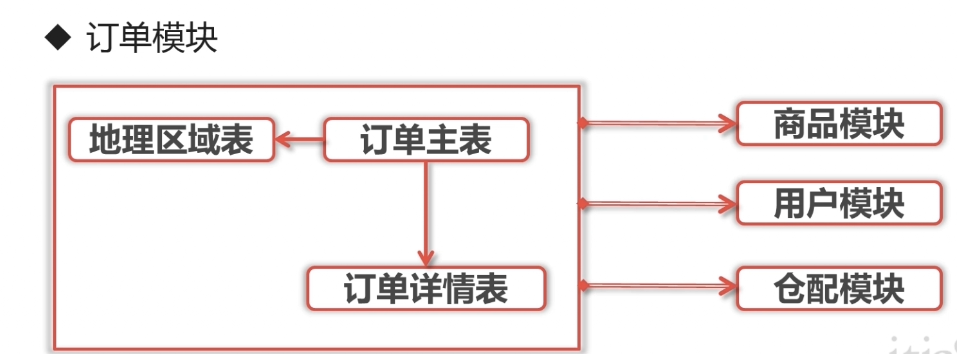 ◆ 订单模块
地理区域表
订单主表
订单详情表
商品模块
用户模块
仓配模块